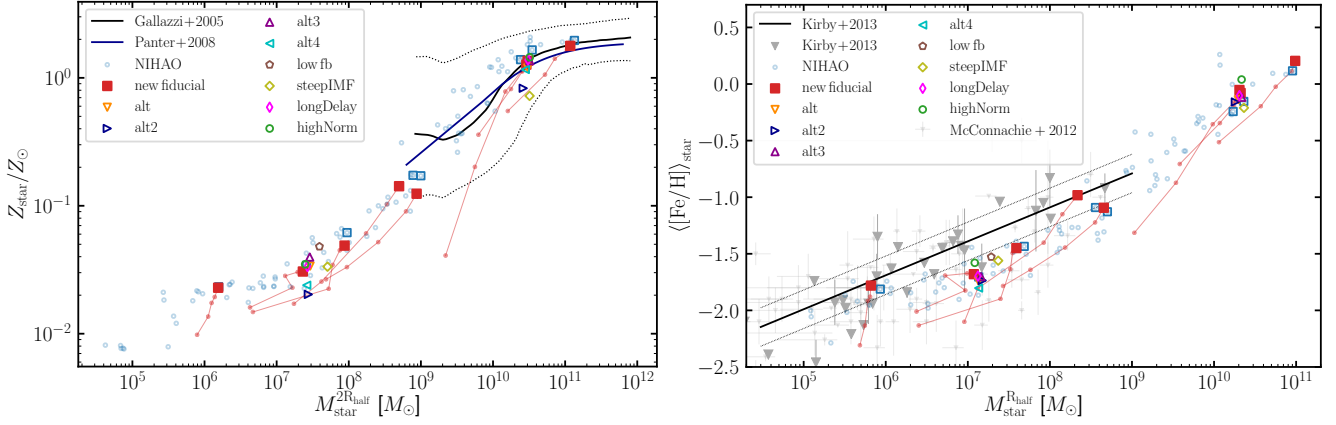 Gallazzi+2005
Panter+2008
NIHAO
new fiducial
alt
alt2
alt3
alt4
low fb
steepIMF
longDelay
highNorm
10^0
10^{-1}
10^{-2}
Z_star/Z_⊙
10^5 10^6 10^7 10^8 10^9 10^10 10^11 10^12
M_star^{2R_half} [M_⊙]
Kirby+2013
Kirby+2013
NIHAO
new fiducial
alt
alt2
alt3
alt4
low fb
steepIMF
longDelay
highNorm
McConnachie + 2012
0.0
−0.5
−1.0
−1.5
−2.0
−2.5
⟨[Fe/H]⟩_star
10^5 10^6 10^7 10^8 10^9 10^10 10^11
M_star^{R_half} [M_⊙]